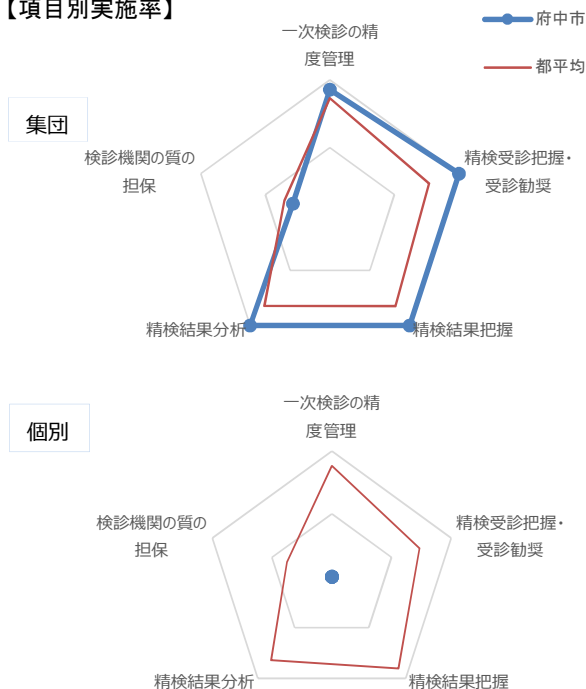 【項目別実施率】
府中市
都平均
集団
一次検診の精
度管理
精検受診把握・
受診勧奨
精検結果把握
精検結果分析
検診機関の質の
担保
個別
一次検診の精
度管理
精検受診把握・
受診勧奨
精検結果把握
精検結果分析
検診機関の質の
担保